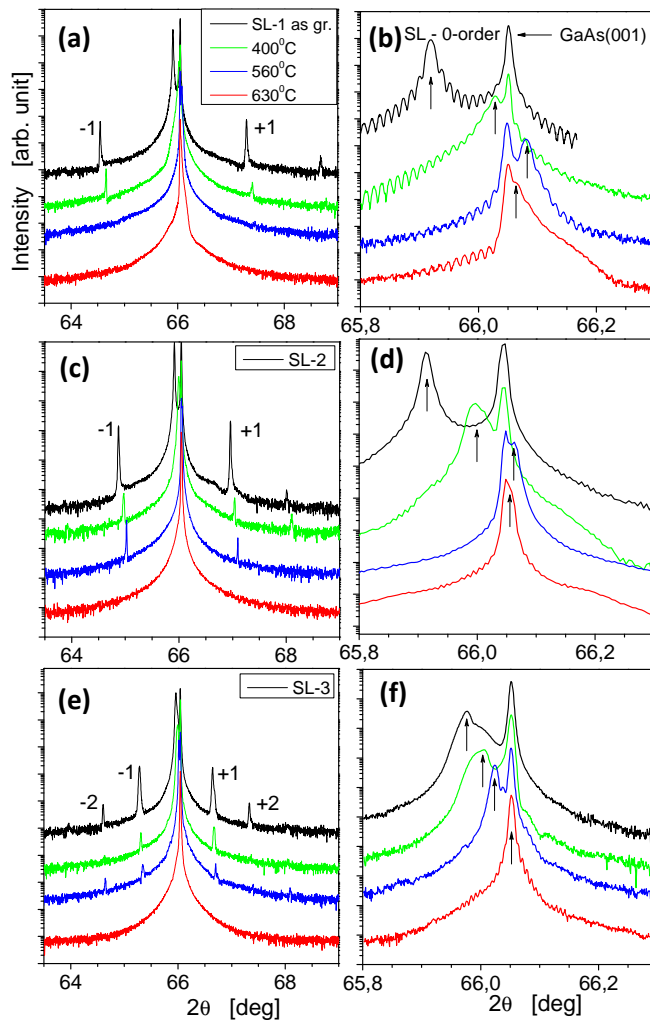 (a)
SL-1 as gr.
400⁰C
560⁰C
630⁰C
-1
+1
64 66 68
(b)
SL - 0-order
GaAs(001)
65,8 66,0 66,2
Intensity [arb. unit]
(c)
SL-2
-1
+1
64 66 68
(d)
65,8 66,0 66,2
(e)
SL-3
-2
-1
+1
+2
64 66 68
2θ [deg]
(f)
65,8 66,0 66,2
2θ [deg]